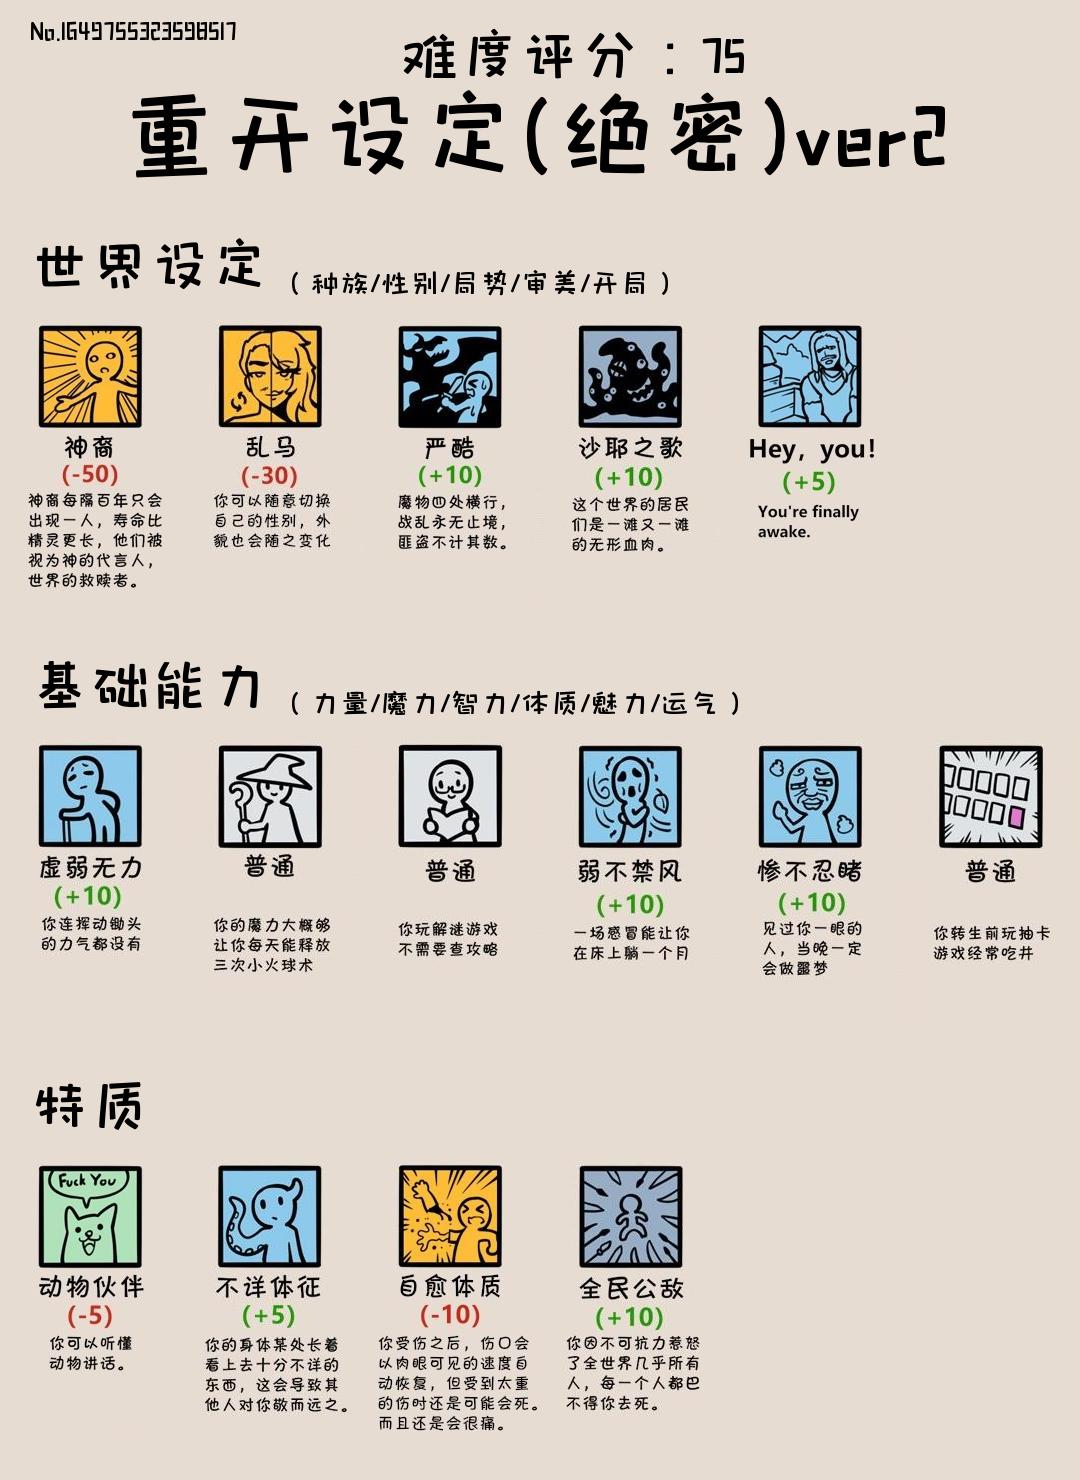 No.1649755323598517
难度评分：75
重开设定(绝密)ver2
世界设定
( 种族/性别/局势/审美/开局 )
神裔
(-50)
神裔每隔百年只会
出现一人，寿命比
精灵更长，他们被
视为神的代言人，
世界的救赎者。
乱马
(-30)
你可以随意切换
自己的性别，外
貌也会随之变化
严酷
(+10)
魔物四处横行，
战乱永无止境，
匪盗不计其数。
沙耶之歌
(+10)
这个世界的居民
们是一滩又一滩
的无形血肉。
Hey, you!
(+5)
You're finally
awake.
基础能力
( 力量/魔力/智力/体质/魅力/运气 )
虚弱无力
(+10)
你连挥动锄头
的力气都没有
普通
你的魔力大概够
让你每天能释放
三次小火球术
普通
你玩解谜游戏
不需要查攻略
弱不禁风
(+10)
一场感冒能让你
在床上躺一个月
惨不忍睹
(+10)
见过你一眼的
人，当晚一定
会做噩梦
普通
你转生前玩抽卡
游戏经常吃井
特质
Fuck You
动物伙伴
(-5)
你可以听懂
动物讲话。
不详体征
(+5)
你的身体某处长着
看上去十分不详的
东西，这会导致其
他人对你敬而远之。
自愈体质
(-10)
你受伤之后，伤口会
以肉眼可见的速度自
动恢复，但受到太重
的伤时还是可能会死。
而且还是会很痛。
全民公敌
(+10)
你因不可抗力惹怒
了全世界几乎所有
人，每一个人都巴
不得你去死。